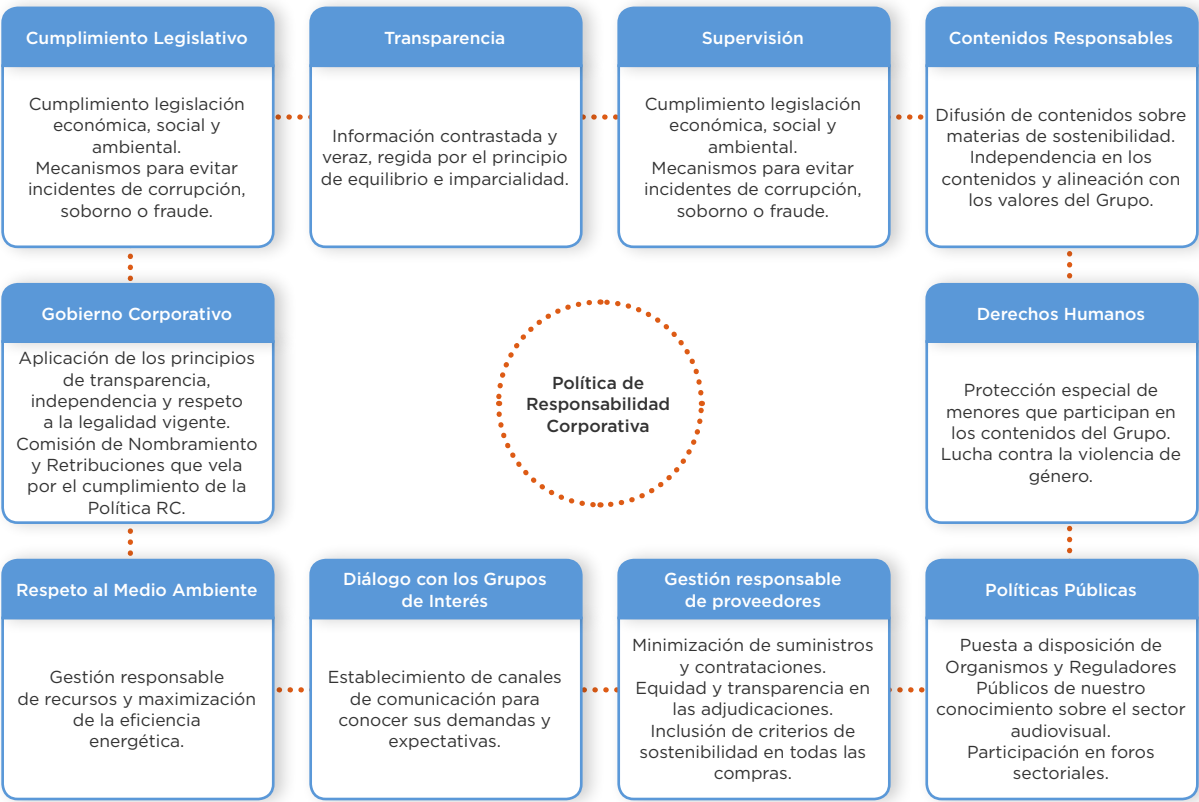 Cumplimiento Legislativo
Cumplimiento legislación
económica, social y
ambiental.
Mecanismos para evitar
incidentes de corrupción,
soborno o fraude.
Transparencia
Información contrastada y
veraz, regida por el principio
de equilibrio e imparcialidad.
Supervisión
Cumplimiento legislación
económica, social y
ambiental.
Mecanismos para evitar
incidentes de corrupción,
soborno o fraude.
Contenidos Responsables
Difusión de contenidos sobre
materias de sostenibilidad.
Independencia en los
contenidos y alineación con
los valores del Grupo.
Gobierno Corporativo
Aplicación de los principios
de transparencia,
independencia y respeto
a la legalidad vigente.
Comisión de Nombramiento
y Retribuciones que vela
por el cumplimiento de la
Política RC.
Política de
Responsabilidad
Corporativa
Derechos Humanos
Protección especial de
menores que participan en
los contenidos del Grupo.
Lucha contra la violencia de
género.
Respeto al Medio Ambiente
Gestión responsable
de recursos y maximización
de la eficiencia
energética.
Diálogo con los Grupos
de Interés
Establecimiento de canales
de comunicación para
conocer sus demandas y
expectativas.
Gestión responsable
de proveedores
Minimización de suministros
y contrataciones.
Equidad y transparencia en
las adjudicaciones.
Inclusión de criterios de
sostenibilidad en todas las
compras.
Políticas Públicas
Puesta a disposición de
Organismos y Reguladores
Públicos de nuestro
conocimiento sobre el sector
audiovisual.
Participación en foros
sectoriales.